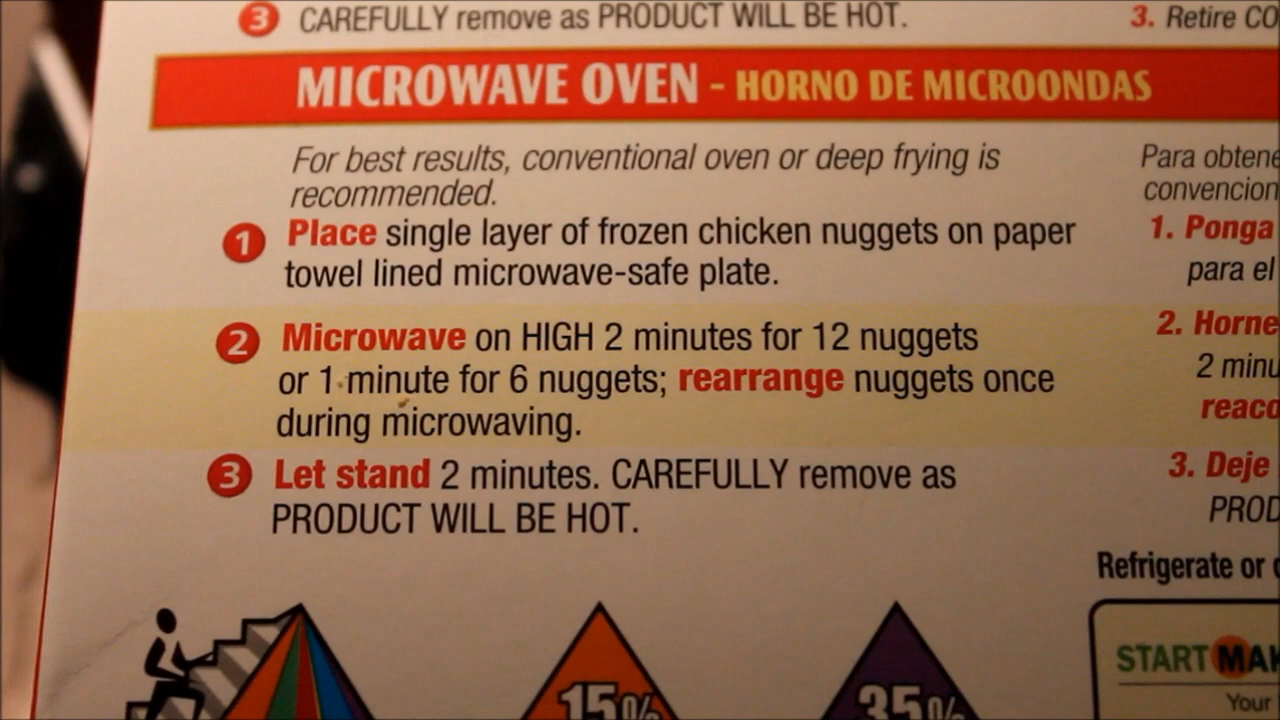 3 CAREFULLY remove as PRODUCT WILL BE HOT.
3. Retire CO
MICROWAVE OVEN - HORNO DE MICROONDAS
For best results, conventional oven or deep frying is
recommended.
1 Place single layer of frozen chicken nuggets on paper
towel lined microwave-safe plate.
2 Microwave on HIGH 2 minutes for 12 nuggets
or 1 minute for 6 nuggets; rearrange nuggets once
during microwaving.
3 Let stand 2 minutes. CAREFULLY remove as
PRODUCT WILL BE HOT.
Para obtene
convencion
1. Ponga
para el
2. Horne
2 minu
reaco
3. Deje
PROD
Refrigerate or
15%
35%
START MAK
Your